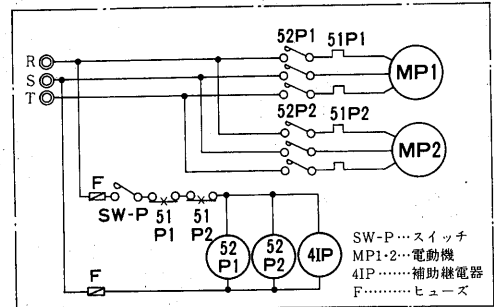 52P1 51P1
R
S
T
MP1
52P2 51P2
MP2
F
SW-P 51 51
P1 P2
52 52 4IP
P1 P2
F
SW-P…スイッチ
MP1・2…電動機
4IP……補助継電器
F………ヒューズ